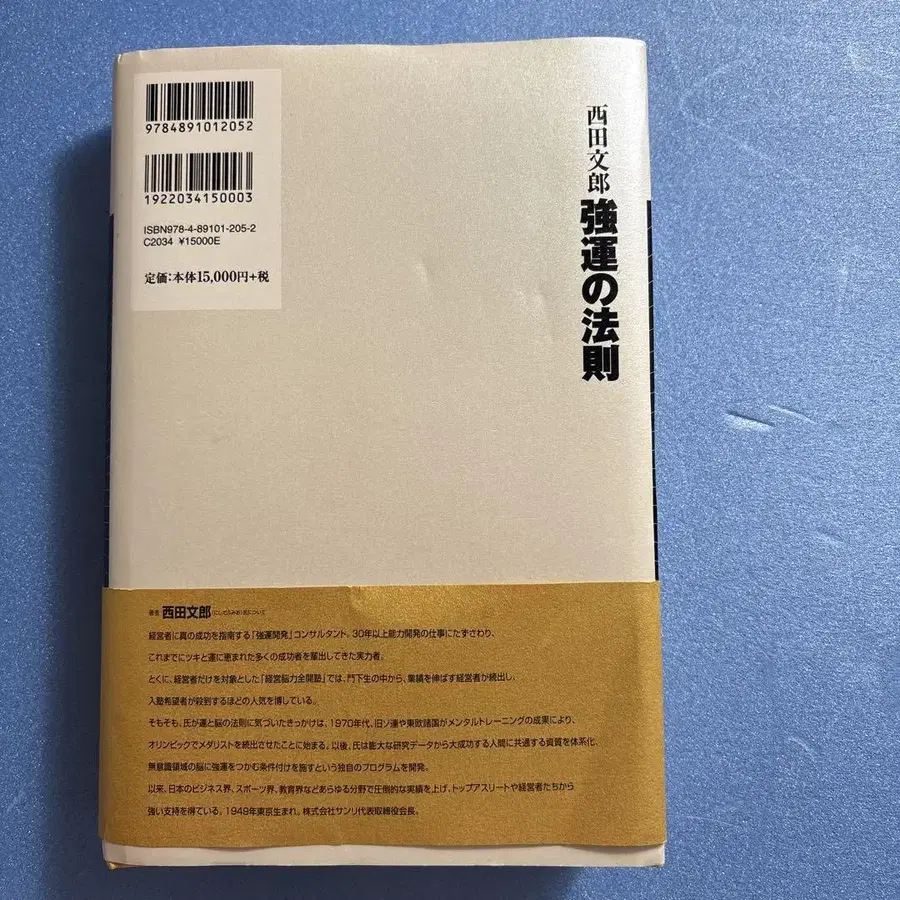 9784891012052
1922034150003
ISBN978-4-89101-205-2
C2034 ¥15000E
定価:本体15,000円+税
西田文郎
強運の法則
著者 西田文郎(にしだふみお)氏について
経営者に真の成功を指南する「強運開発」コンサルタント。30年以上能力開発の仕事にたずさわり、
これまでにツキと運に恵まれた多くの成功者を輩出してきた実力者。
とくに、経営者だけを対象とした「経営脳力全開塾」では、門下生の中から、業績を伸ばす経営者が続出し、
入塾希望者が殺到するほどの人気を博している。
そもそも、氏が運と脳の法則に気づいたきっかけは、1970年代、旧ソ連や東欧諸国がメンタルトレーニングの成果により、
オリンピックでメダリストを続出させたことに始まる。以後、氏は膨大な研究データから大成功する人間に共通する資質を体系化、
無意識領域の脳に強運をつかむ条件付けを施すという独自のプログラムを開発。
以来、日本のビジネス界、スポーツ界、教育界などあらゆる分野で圧倒的な実績を上げ、トップアスリートや経営者たちから
強い支持を得ている。1949年東京生まれ。株式会社サンリ代表取締役会長。